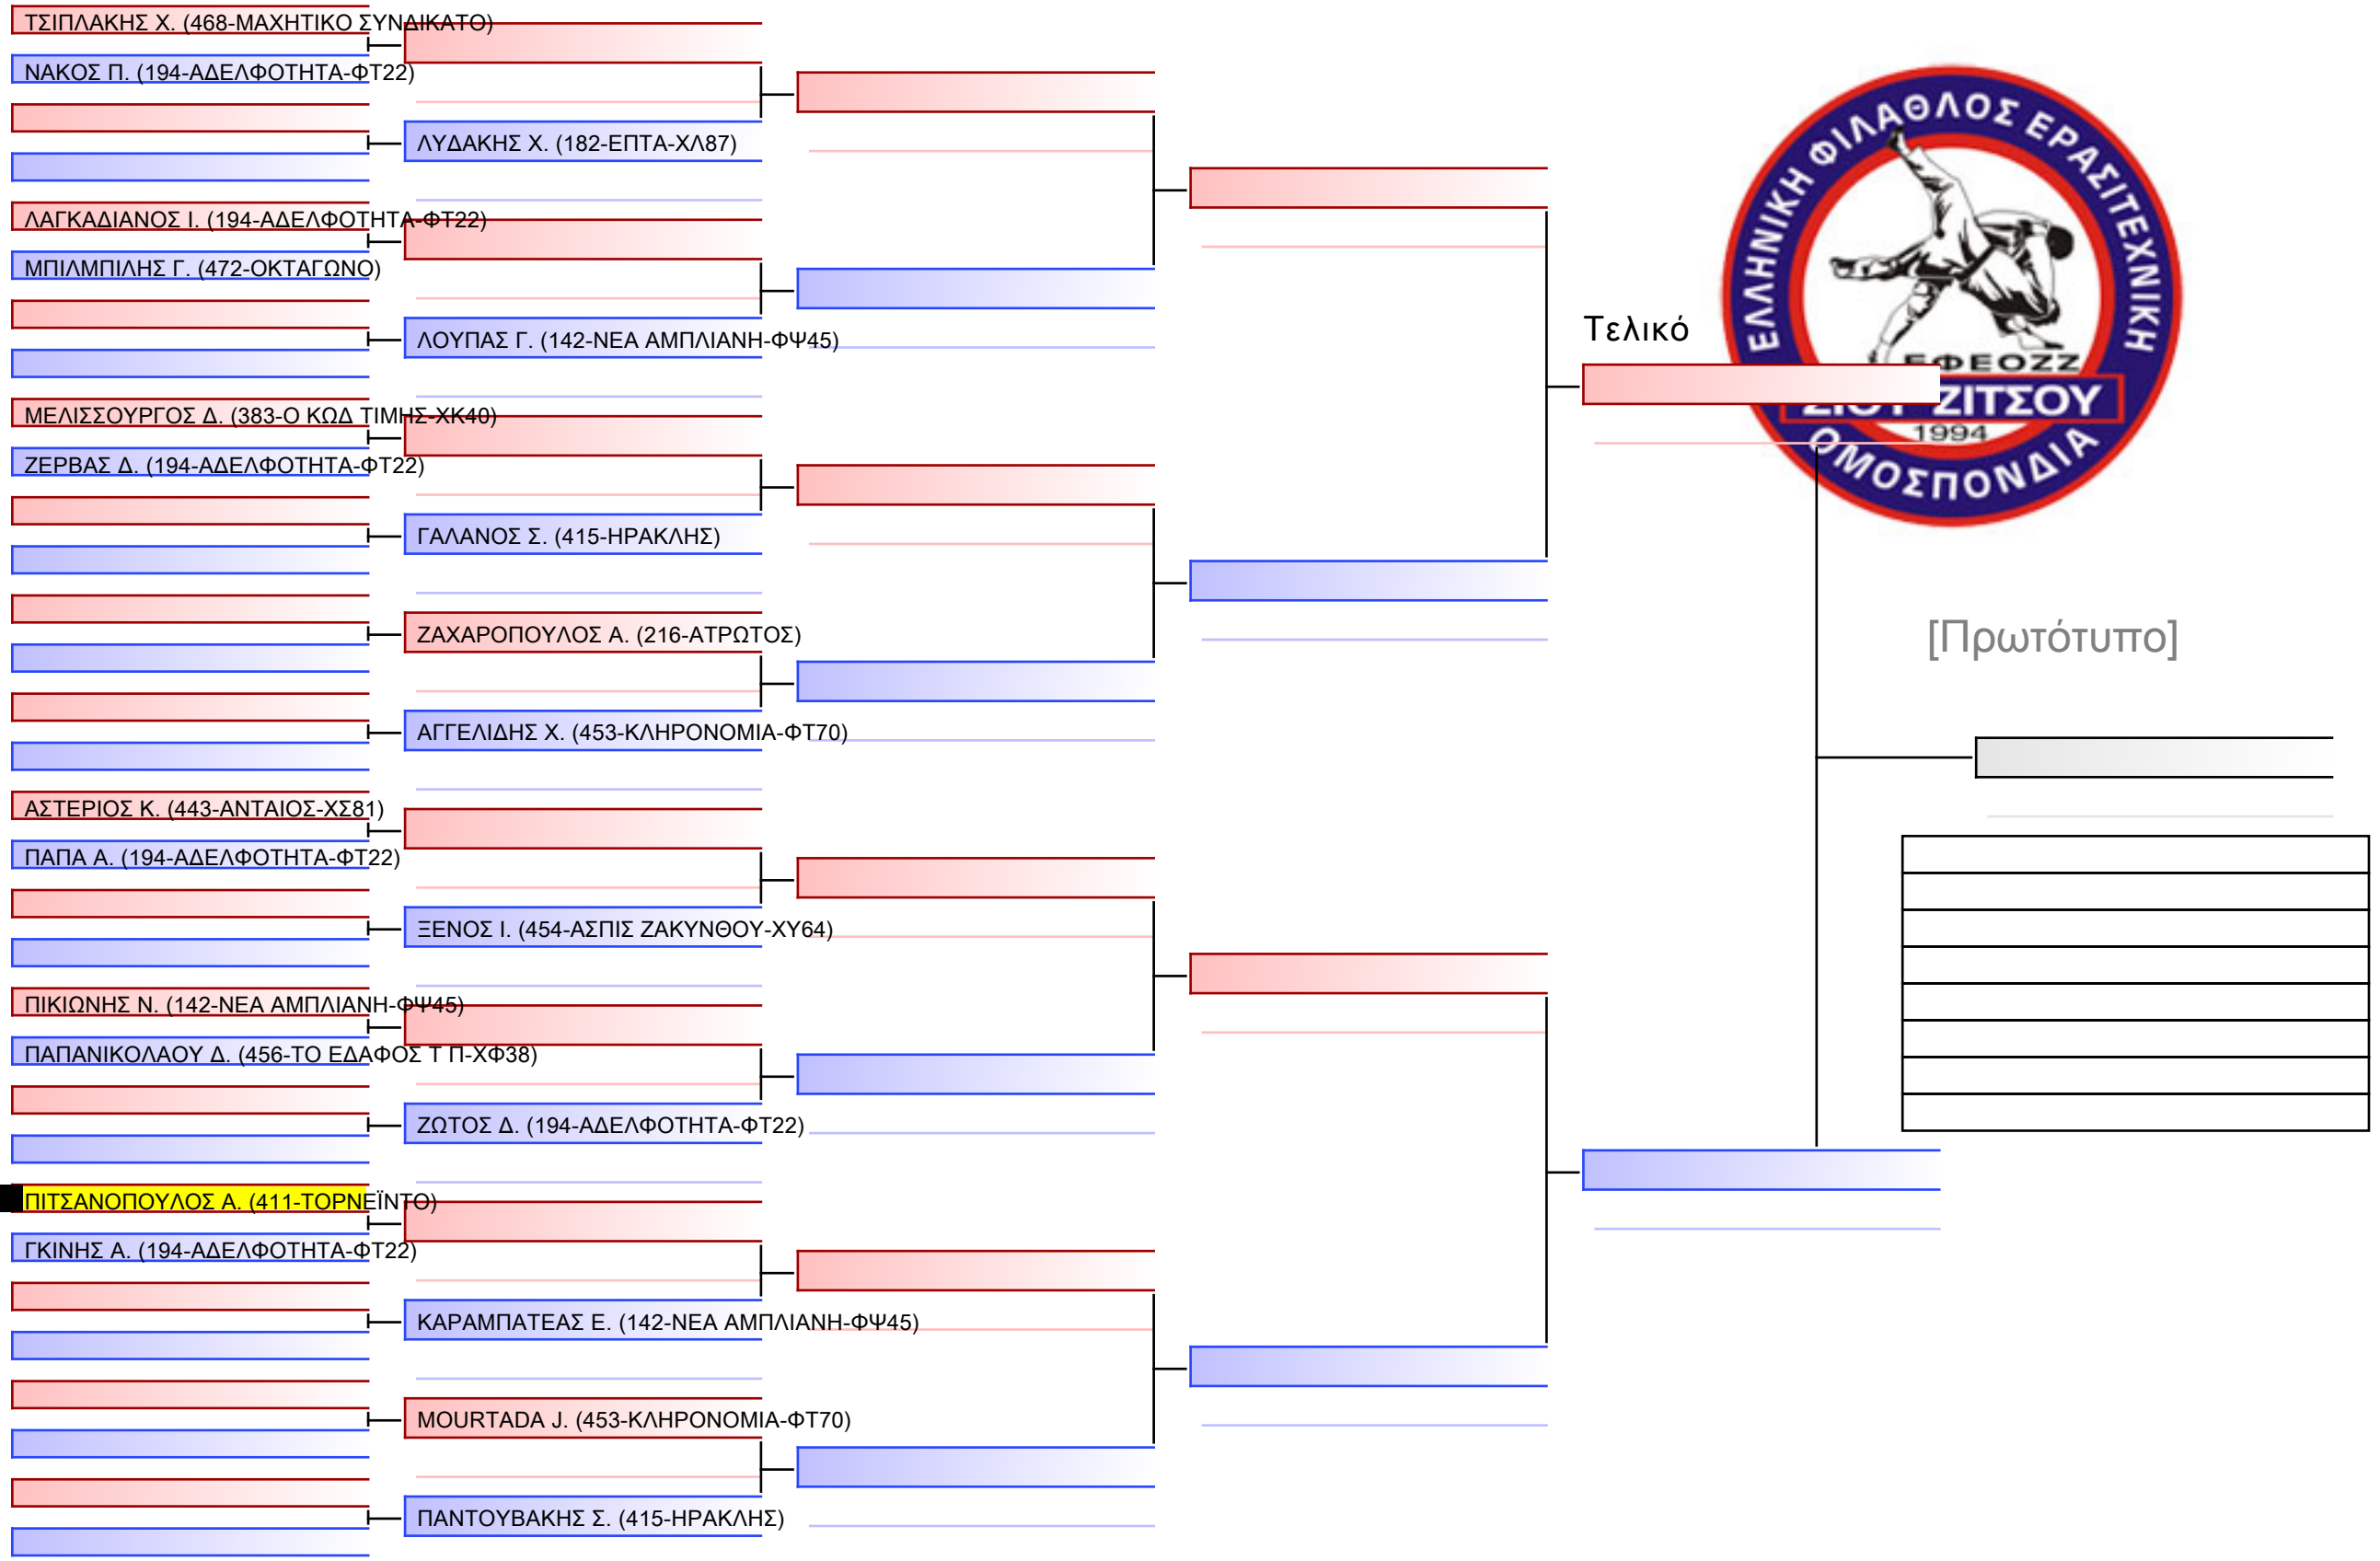 ΤΣΙΠΛΑΚΗΣ Χ. (468-ΜΑΧΗΤΙΚΟ ΣΥΝΔΙΚΑΤΟ)
ΝΑΚΟΣ Π. (194-ΑΔΕΛΦΟΤΗΤΑ-ΦΤ22)
ΛΥΔΑΚΗΣ Χ. (182-ΕΠΤΑ-ΧΛ87)
ΛΑΓΚΑΔΙΑΝΟΣ Ι. (194-ΑΔΕΛΦΟΤΗΤΑ-ΦΤ22)
ΜΠΙΛΜΠΙΛΗΣ Γ. (472-ΟΚΤΑΓΩΝΟ)
ΛΟΥΠΑΣ Γ. (142-ΝΕΑ ΑΜΠΛΙΑΝΗ-ΦΨ45)
ΜΕΛΙΣΣΟΥΡΓΟΣ Δ. (383-Ο ΚΩΔ ΤΙΜΗΣ-ΧΚ40)
ΖΕΡΒΑΣ Δ. (194-ΑΔΕΛΦΟΤΗΤΑ-ΦΤ22)
ΓΑΛΑΝΟΣ Σ. (415-ΗΡΑΚΛΗΣ)
ΖΑΧΑΡΟΠΟΥΛΟΣ Α. (216-ΑΤΡΩΤΟΣ)
ΑΓΓΕΛΙΔΗΣ Χ. (453-ΚΛΗΡΟΝΟΜΙΑ-ΦΤ70)
ΑΣΤΕΡΙΟΣ Κ. (443-ΑΝΤΑΙΟΣ-ΧΣ81)
ΠΑΠΑ Α. (194-ΑΔΕΛΦΟΤΗΤΑ-ΦΤ22)
ΞΕΝΟΣ Ι. (454-ΑΣΠΙΣ ΖΑΚΥΝΘΟΥ-ΧΥ64)
ΠΙΚΙΩΝΗΣ Ν. (142-ΝΕΑ ΑΜΠΛΙΑΝΗ-ΦΨ45)
ΠΑΠΑΝΙΚΟΛΑΟΥ Δ. (456-ΤΟ ΕΔΑΦΟΣ Τ Π-ΧΦ38)
ΖΩΤΟΣ Δ. (194-ΑΔΕΛΦΟΤΗΤΑ-ΦΤ22)
ΠΙΤΣΑΝΟΠΟΥΛΟΣ Α. (411-ΤΟΡΝΕΪΝΤΟ)
ΓΚΙΝΗΣ Α. (194-ΑΔΕΛΦΟΤΗΤΑ-ΦΤ22)
ΚΑΡΑΜΠΑΤΕΑΣ Ε. (142-ΝΕΑ ΑΜΠΛΙΑΝΗ-ΦΨ45)
MOURTADA J. (453-ΚΛΗΡΟΝΟΜΙΑ-ΦΤ70)
ΠΑΝΤΟΥΒΑΚΗΣ Σ. (415-ΗΡΑΚΛΗΣ)
Τελικό
ΕΛΛΗΝΙΚΗ ΦΙΛΑΘΛΟΣ ΕΡΑΣΙΤΕΧΝΙΚΗ
ΕΦΕΟΖΖ
ΖΙΟΥ ΖΙΤΣΟΥ
1994
ΟΜΟΣΠΟΝΔΙΑ
[Πρωτότυπο]